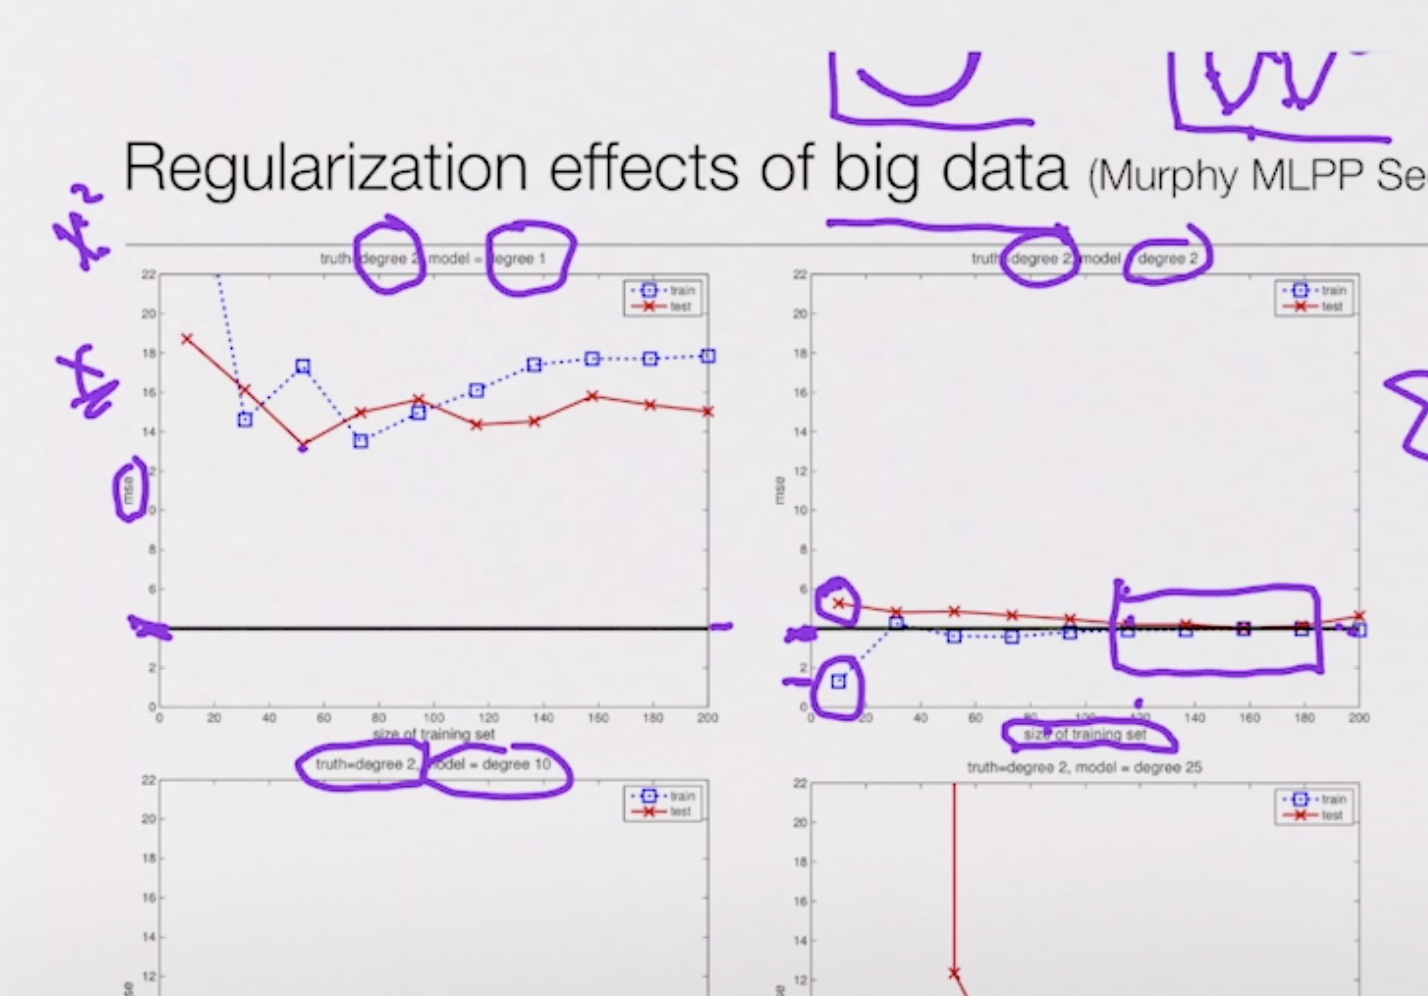 Regularization effects of big data (Murphy MLPP Se
x²
x
truth=degree 2, model = degree 1
22
20
18
16
14
12
mse
10
8
6
2
0
0 20 40 60 80 100 120 140 160 180 200
size of training set
train
test
truth=degree 2, model = degree 2
22
20
18
16
14
12
mse
10
8
6
2
0
0 20 40 60 80 100 120 140 160 180 200
size of training set
train
test
truth=degree 2, model = degree 10
22
20
18
16
14
12
se
train
test
truth=degree 2, model = degree 25
22
20
18
16
14
12
se
train
test